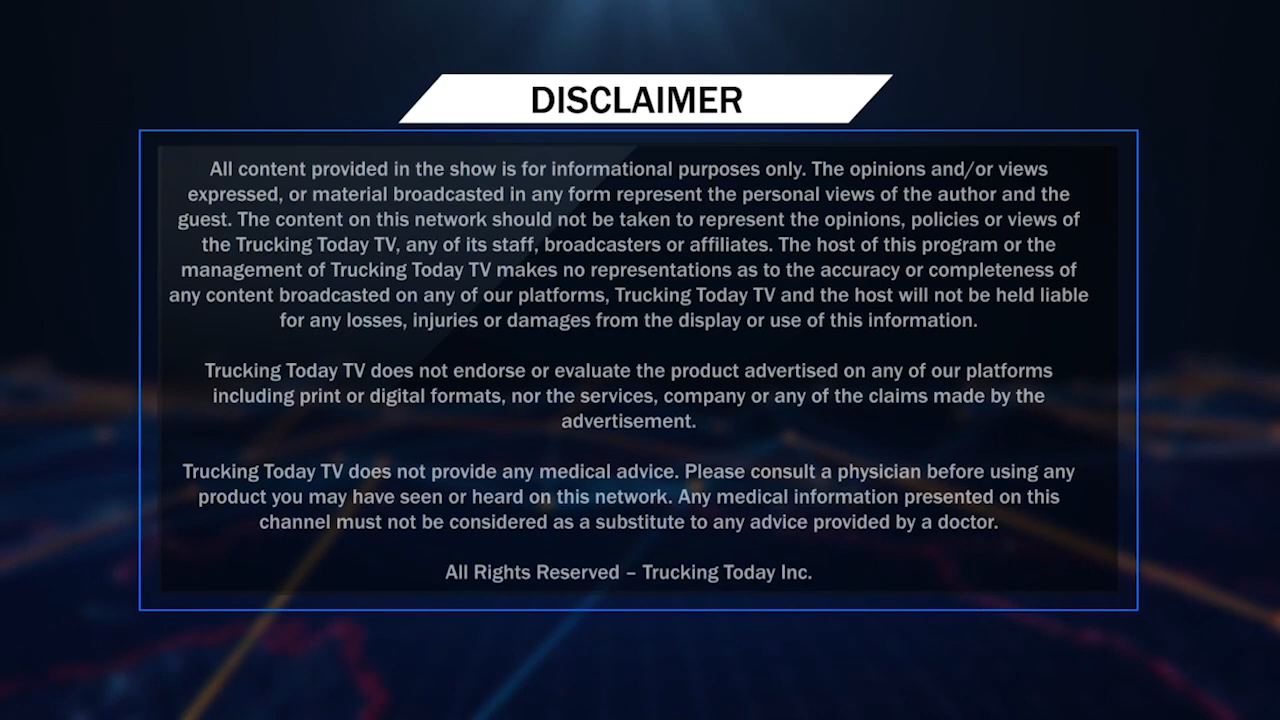 DISCLAIMER
All content provided in the show is for informational purposes only. The opinions and/or views
expressed, or material broadcasted in any form represent the personal views of the author and the
guest. The content on this network should not be taken to represent the opinions, policies or views of
the Trucking Today TV, any of its staff, broadcasters or affiliates. The host of this program or the
management of Trucking Today TV makes no representations as to the accuracy or completeness of
any content broadcasted on any of our platforms, Trucking Today TV and the host will not be held liable
for any losses, injuries or damages from the display or use of this information.
Trucking Today TV does not endorse or evaluate the product advertised on any of our platforms
including print or digital formats, nor the services, company or any of the claims made by the
advertisement.
Trucking Today TV does not provide any medical advice. Please consult a physician before using any
product you may have seen or heard on this network. Any medical information presented on this
channel must not be considered as a substitute to any advice provided by a doctor.
All Rights Reserved – Trucking Today Inc.